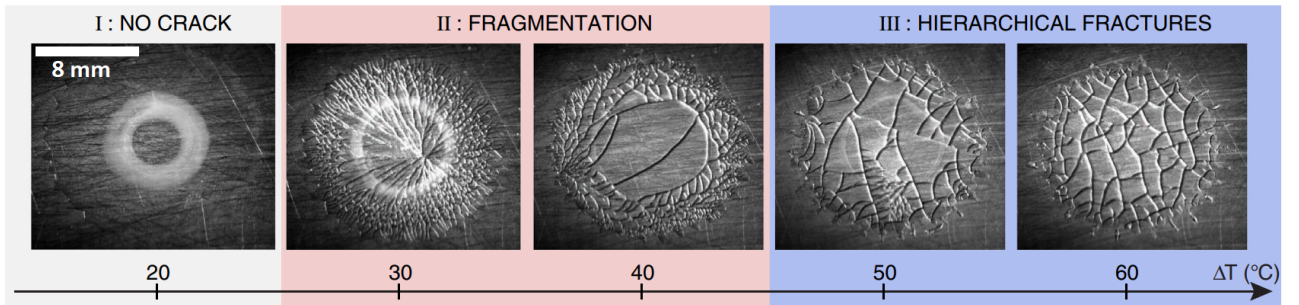 I : NO CRACK
II : FRAGMENTATION
III : HIERARCHICAL FRACTURES
8 mm
20
30
40
50
60
ΔT (°C)